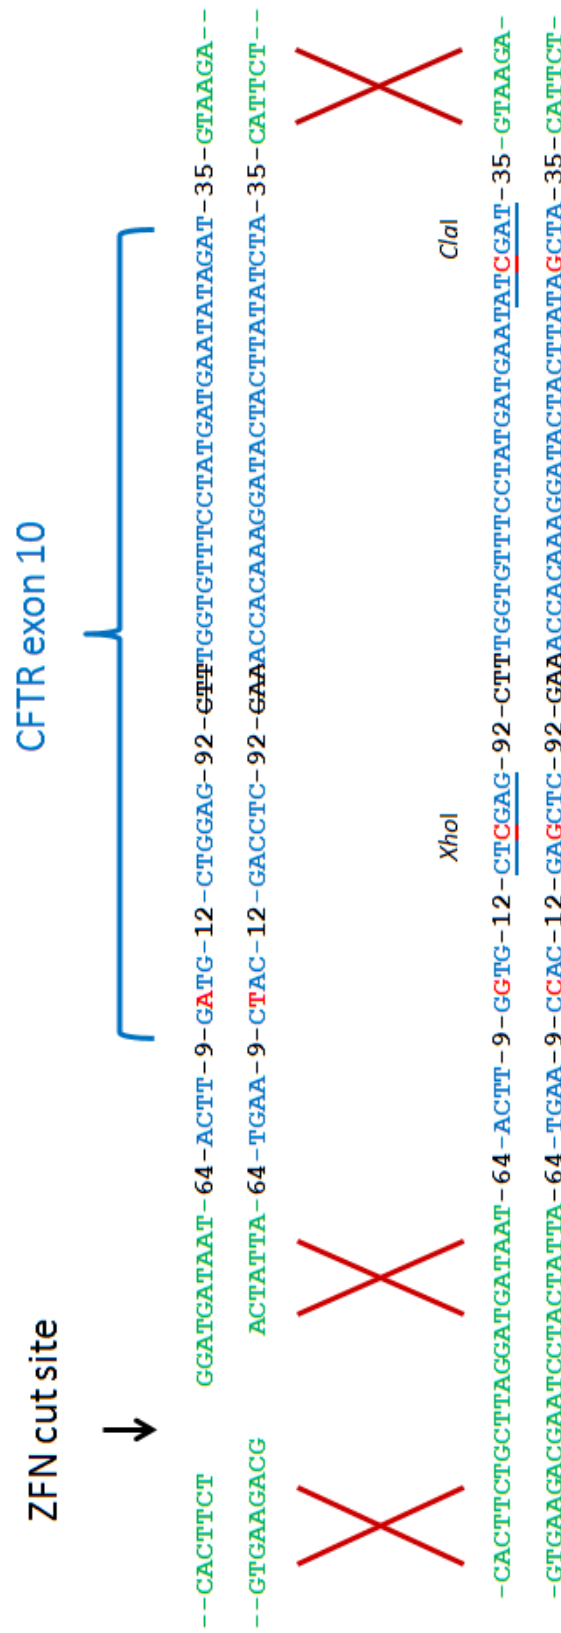 CFTR exon 10
ZFN cut site
---CACTTCT GGATGATAAT-64-ACTT-9-GATG-12-CTGGAG-92-CTTTGGTGTTTCCTATGATGAATATAGAT-35-GTAAGA--
---GTGAAGACG ACTATTA-64-TGAA-9-CTAC-12-GACCTC-92-GAAACCACAAAGGATACTACTTATATCTA-35-CATTCT--
XhoI ClaI
-CACTTCTGCTTAGGATGATAAT-64-ACTT-9-GGTG-12-CTCGAG-92-CTTTGGTGTTTCCTATGATGAATATCGAT-35-GTAAGA-
-GTGAAGACGAATCCTACTATTA-64-TGAA-9-CCAC-12-GAGCTC-92-GAAACCACAAAGGATACTACTTATAGCTA-35-CATTCT-